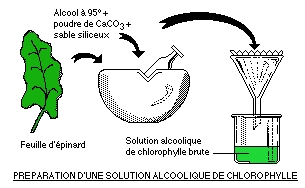 Alcool à 95° +
poudre de CaCO3 +
sable siliceux
Feuille d'épinard
Solution alcoolique
de chlorophylle brute
PREPARATION D'UNE SOLUTION ALCOOLIQUE DE CHLOROPHYLLE